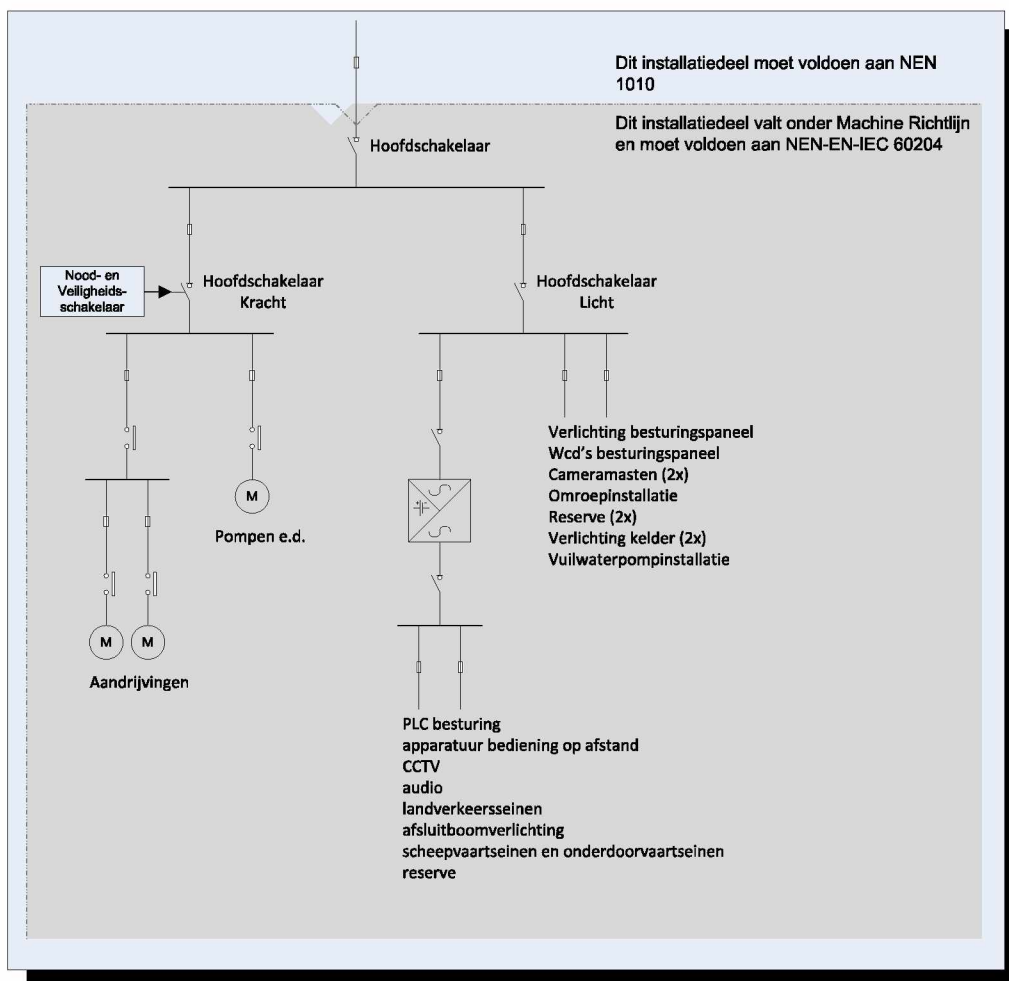 Dit installatiedeel moet voldoen aan NEN
1010
Dit installatiedeel valt onder Machine Richtlijn
en moet voldoen aan NEN-EN-IEC 60204
Hoofdschakelaar
Nood- en
Veiligheids-
schakelaar
Hoofdschakelaar
Kracht
Hoofdschakelaar
Licht
Verlichting besturingspaneel
Wcd's besturingspaneel
Cameramasten (2x)
Omroepinstallatie
Reserve (2x)
Verlichting kelder (2x)
Vuilwaterpompinstallatie
M
Pompen e.d.
M
M
Aandrijvingen
PLC besturing
apparatuur bediening op afstand
CCTV
audio
landverkeersseinen
afsluitboomverlichting
scheepvaartseinen en onderdoorvaartseinen
reserve